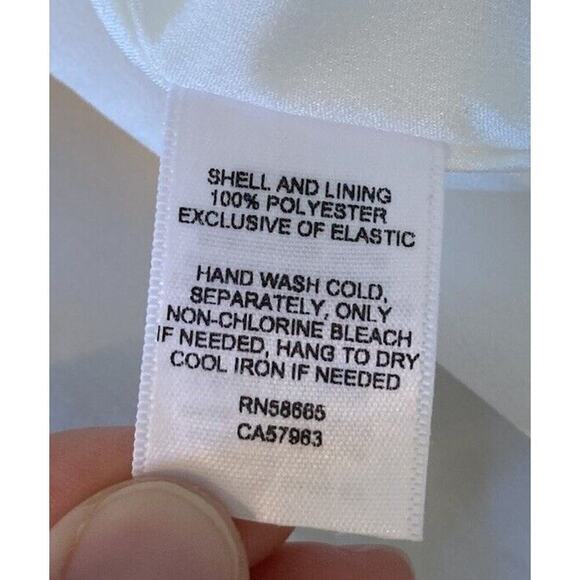 SHELL AND LINING
100% POLYESTER
EXCLUSIVE OF ELASTIC
HAND WASH COLD,
SEPARATELY, ONLY
NON-CHLORINE BLEACH
IF NEEDED, HANG TO DRY
COOL IRON IF NEEDED
RN58665
CA57963